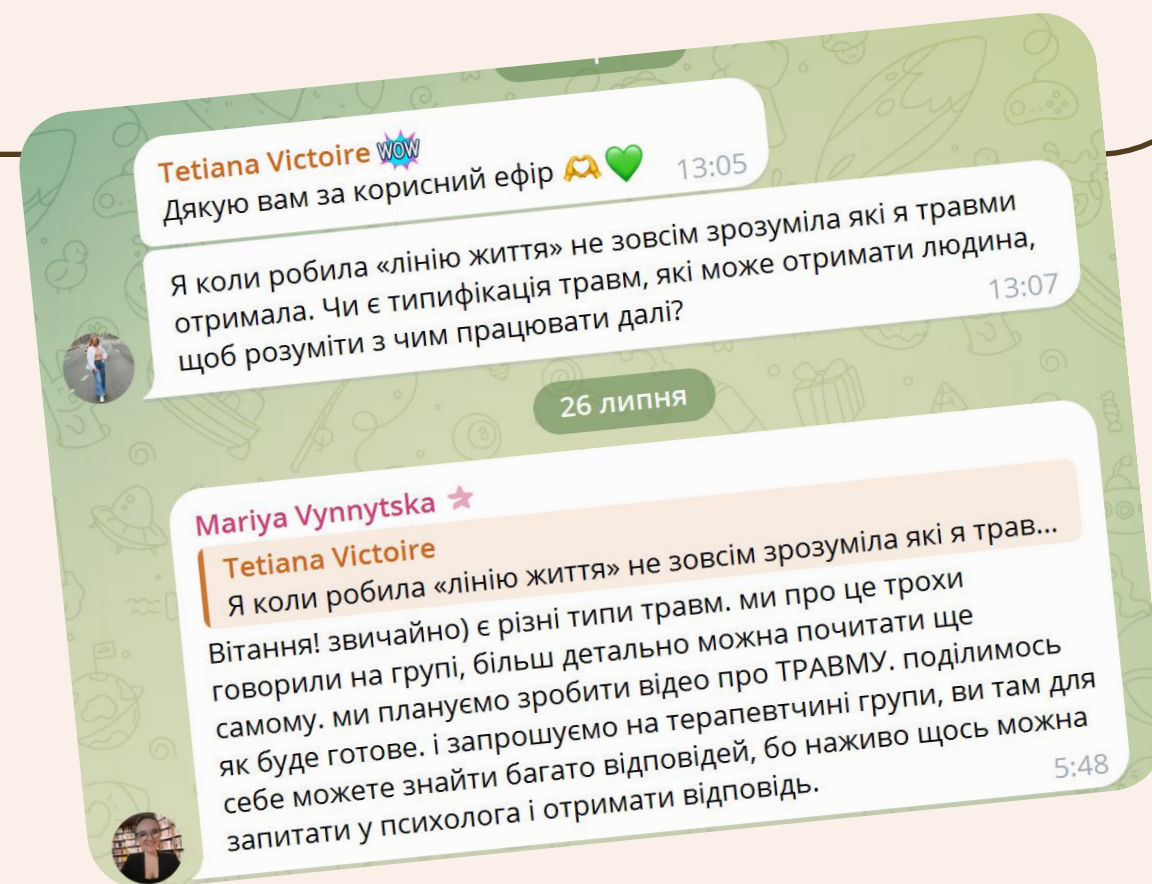 Tetiana Victoire WOW
Дякую вам за корисний ефір 🫶💚 13:05
Я коли робила «лінію життя» не зовсім зрозуміла які я травми
отримала. Чи є типифікація травм, які може отримати людина,
щоб розуміти з чим працювати далі? 13:07
26 липня
Mariya Vynnytska
Tetiana Victoire
Я коли робила «лінію життя» не зовсім зрозуміла які я трав...
Вітання! звичайно) є різні типи травм. ми про це трохи
говорили на групі, більш детально можна почитати ще
самому. ми плануємо зробити відео про ТРАВМУ. поділимось
як буде готове. і запрошуємо на терапевтчині групи, ви там для
себе можете знайти багато відповідей, бо наживо щось можна
запитати у психолога і отримати відповідь. 5:48